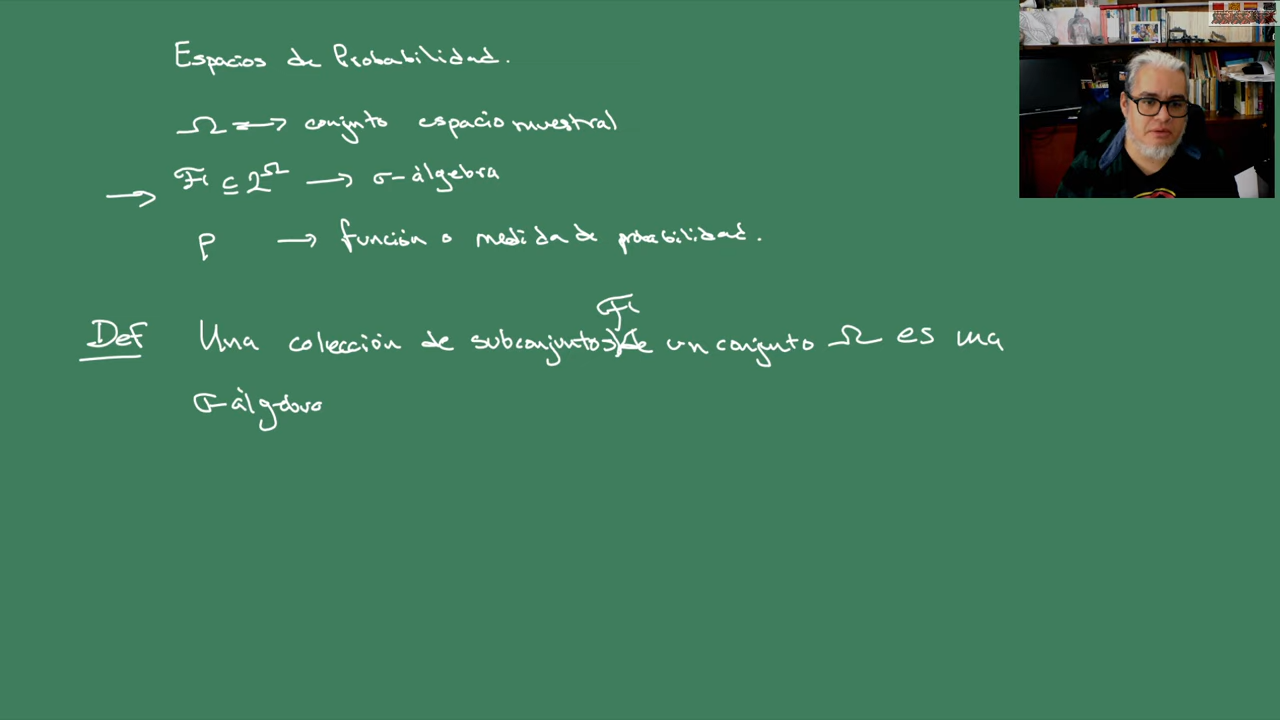 Espacios de Probabilidad.
Ω ⟷ conjunto espacio muestral
→ ℱ ⊆ 2^Ω → σ-álgebra
P → función o medida de probabilidad.
Def Una colección de subconjuntos ℱ de un conjunto Ω es una
σ-álgebra